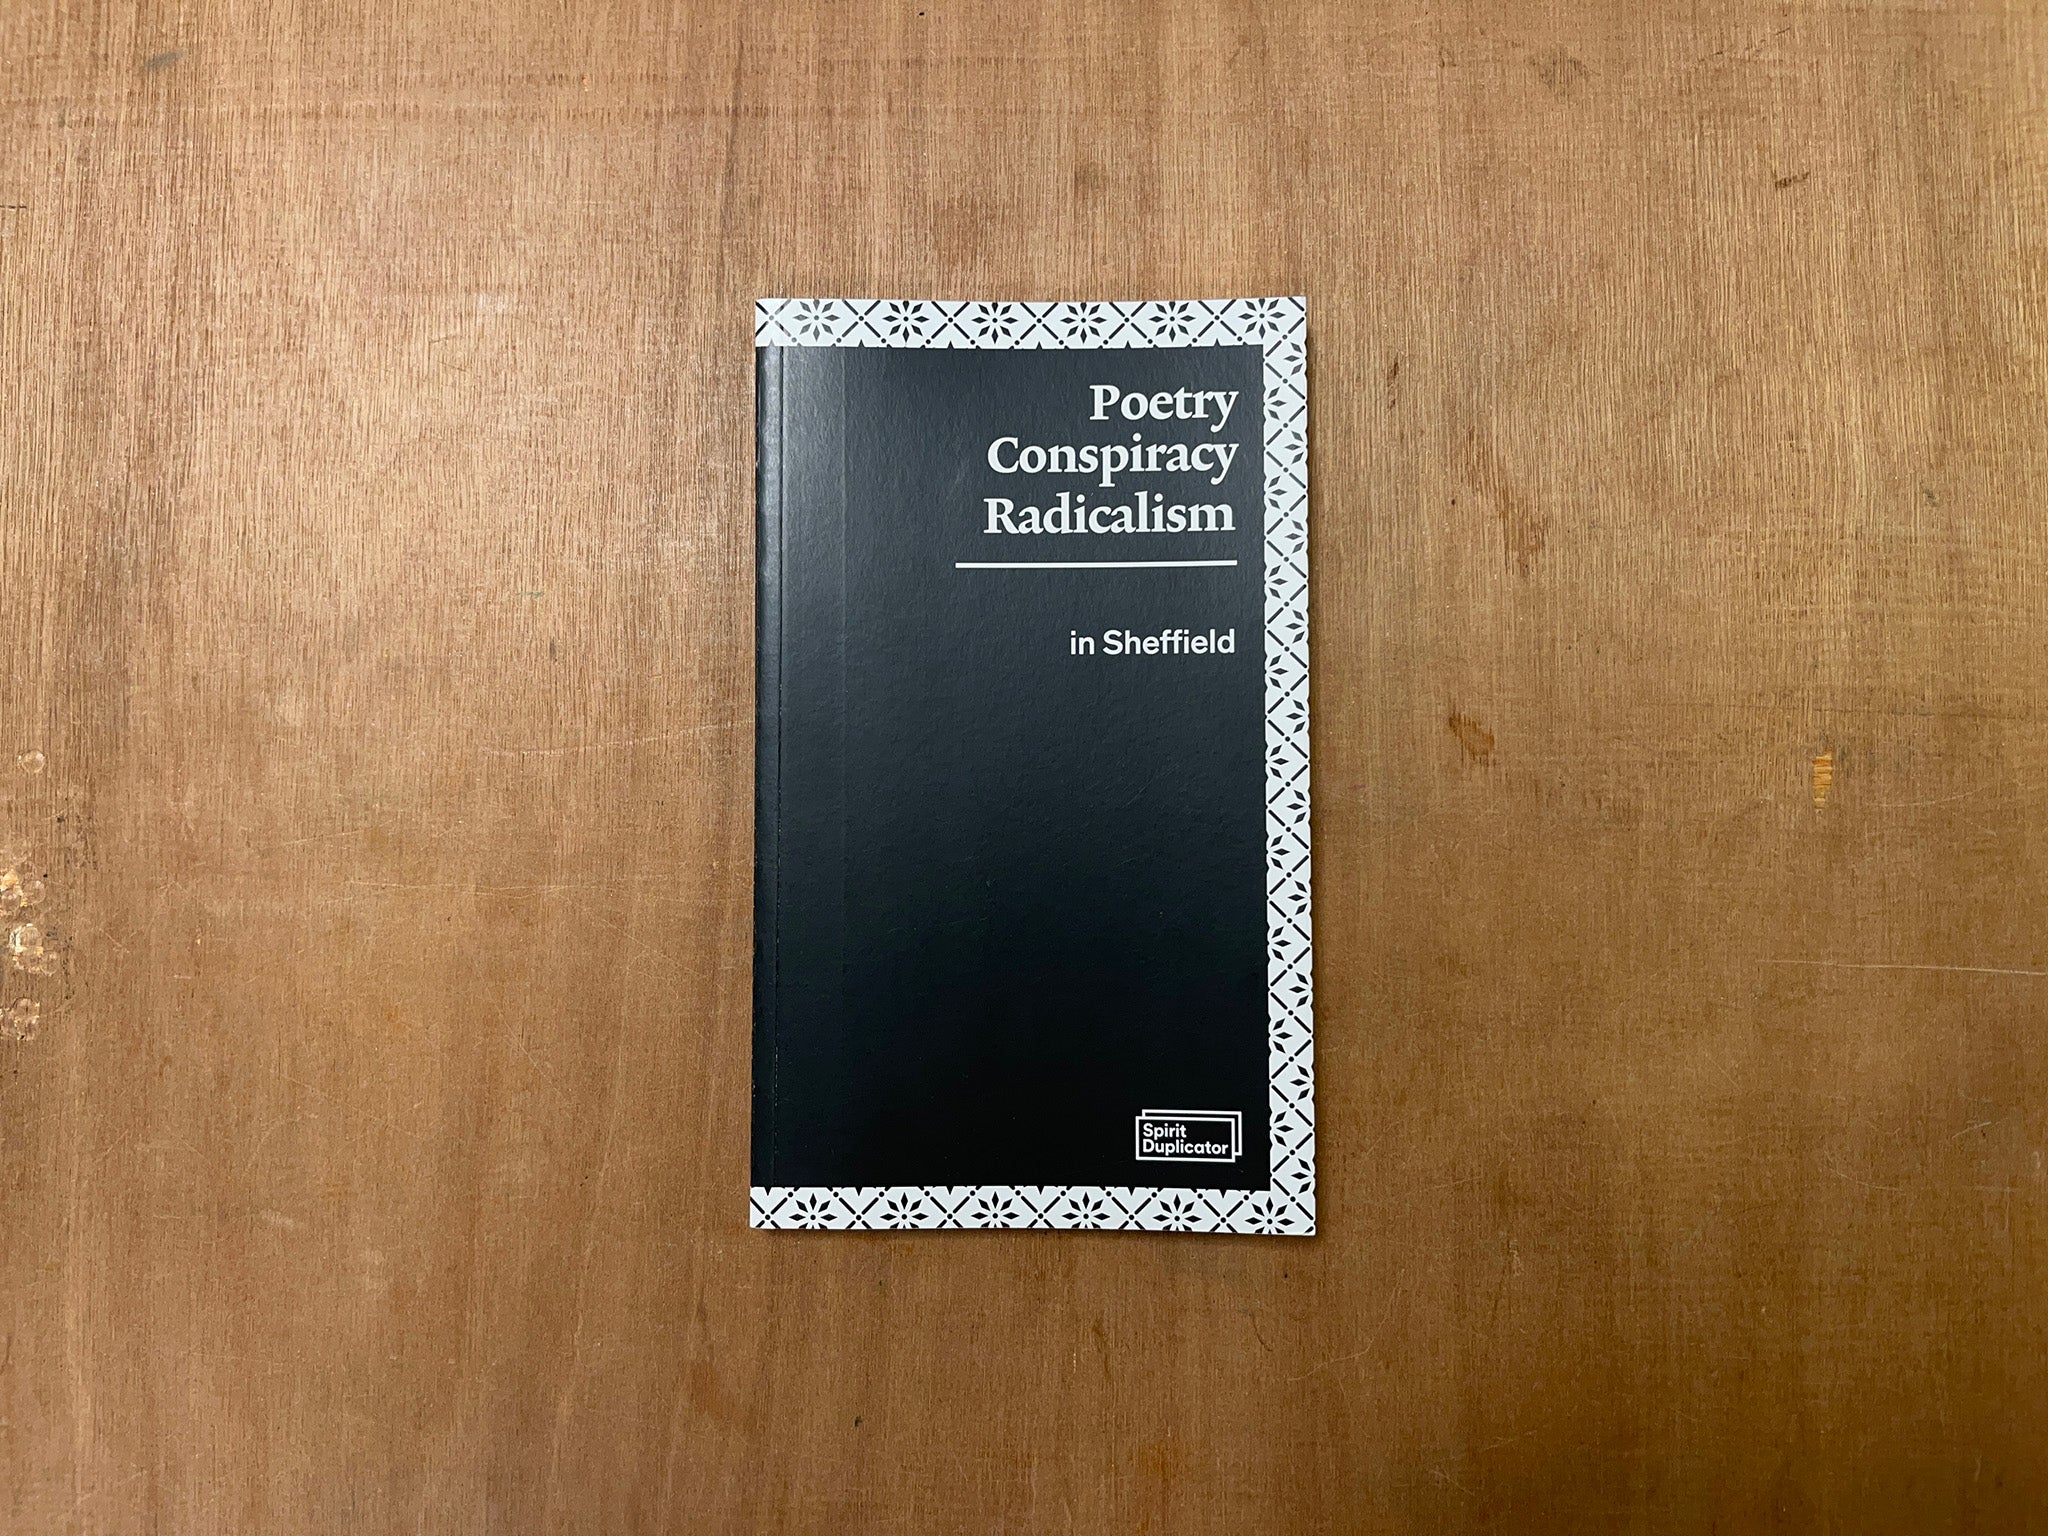 Poetry
Conspiracy
Radicalism
in Sheffield
Spirit
Duplicator